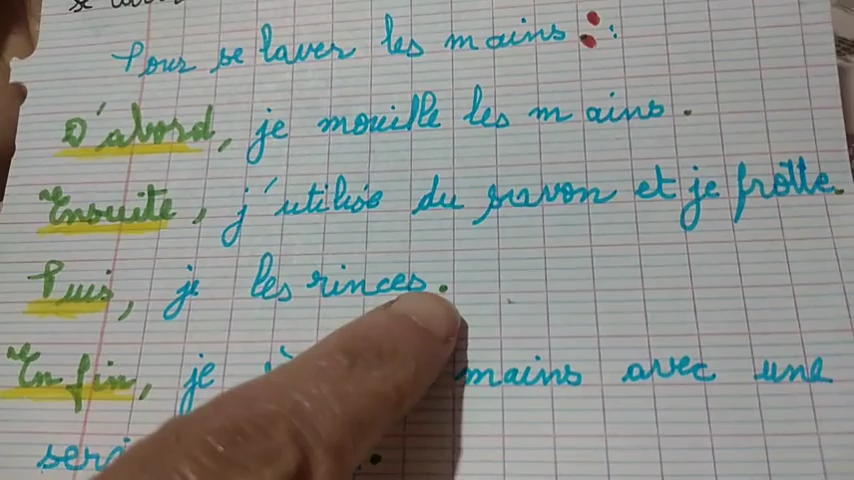 se
Pour se laver les mains :
D'abord, je mouille les mains.
Ensuite, j'utilise du savon et je frotte.
Puis, je les rinces.
Enfin, je mains avec une